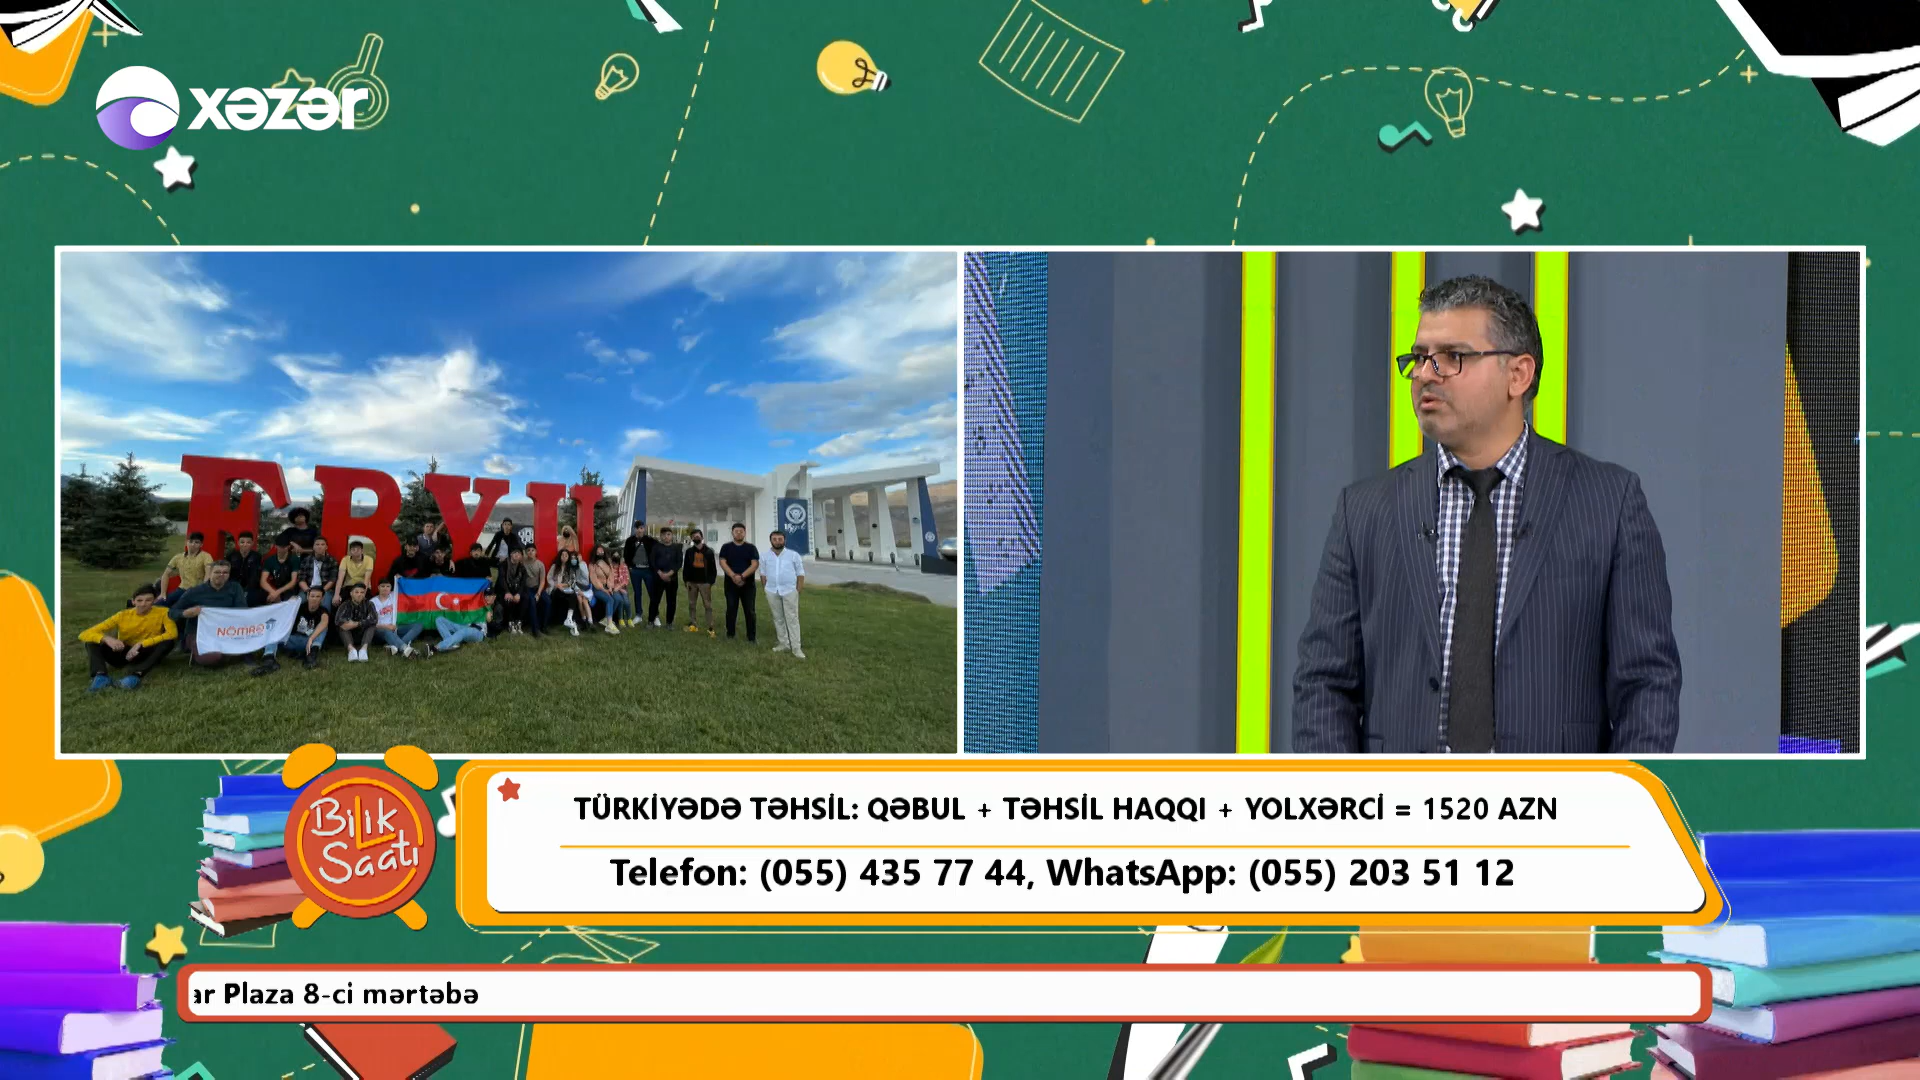 xəzər
EBYU
NÖMRƏ
Bilik
Saatı
TÜRKİYƏDƏ TƏHSİL: QƏBUL + TƏHSİL HAQQI + YOLXƏRCİ = 1520 AZN
Telefon: (055) 435 77 44, WhatsApp: (055) 203 51 12
ar Plaza 8-ci mərtəbə